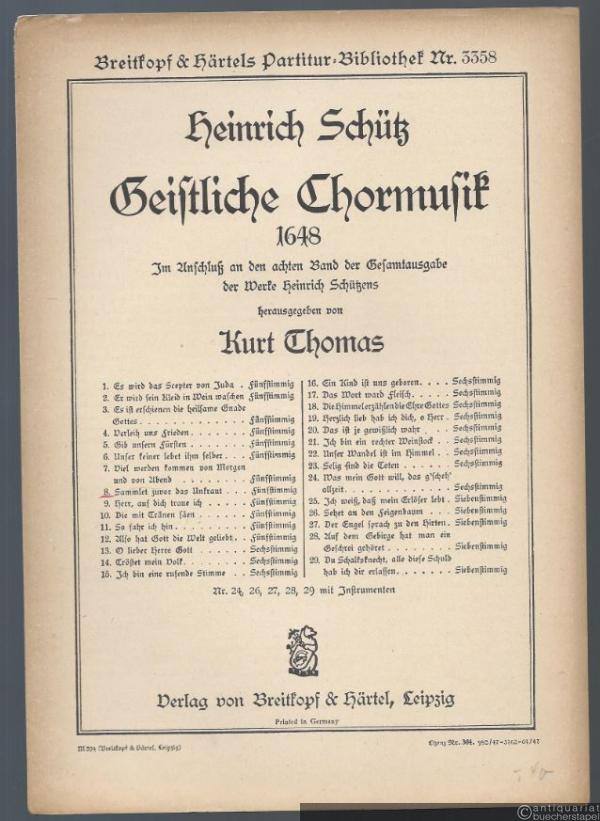 Breitkopf & Härtels Partitur-Bibliothek Nr. 3358
Heinrich Schütz
Geistliche Chormusik
1648
Im Anschluß an den achten Band der Gesamtausgabe
der Werke Heinrich Schützens
herausgegeben von
Kurt Thomas
1. Es wird das Scepter von Juda . Fünfstimmig
2. Er wird sein Kleid in Wein waschen Fünfstimmig
3. Es ist erschienen die heilsame Gnade
Gottes . . . . . . . . . . . . . . Fünfstimmig
4. Verleih uns Frieden . . . . . . . Fünfstimmig
5. Gib unsern Fürsten . . . . . . . Fünfstimmig
6. Unser keiner lebet ihm selber . . Fünfstimmig
7. Viel werden kommen von Morgen
und von Abend . . . . . . . . Fünfstimmig
8. Sammlet zuvor das Unkraut . . . Fünfstimmig
9. Herr, auf dich traue ich . . . . . Fünfstimmig
10. Die mit Tränen säen . . . . . . Fünfstimmig
11. So fahr ich hin . . . . . . . . . Fünfstimmig
12. Also hat Gott die Welt geliebt . . Fünfstimmig
13. O lieber Herre Gott . . . . . . Sechsstimmig
14. Tröstet mein Volk . . . . . . . Sechsstimmig
15. Ich bin eine rufende Stimme . . Sechsstimmig
16. Ein Kind ist uns geboren . . . . Sechsstimmig
17. Das Wort ward Fleisch . . . . . Sechsstimmig
18. Die Himmel erzählen die Ehre Gottes Sechsstimmig
19. Herzlich lieb hab ich dich, o Herr . Sechsstimmig
20. Das ist je gewißlich wahr . . . Sechsstimmig
21. Ich bin ein rechter Weinstock . . Sechsstimmig
22. Unser Wandel ist im Himmel . . Sechsstimmig
23. Selig sind die Toten . . . . . . Sechsstimmig
24. Was mein Gott will, das g'scheh'
allzeit . . . . . . . . . . . . . Sechsstimmig
25. Ich weiß, daß mein Erlöser lebt . Siebenstimmig
26. Sehet an den Feigenbaum . . . Siebenstimmig
27. Der Engel sprach zu den Hirten . Siebenstimmig
28. Auf dem Gebirge hat man ein
Geschrei gehöret . . . . . . . Siebenstimmig
29. Du Schalksknecht, alle diese Schuld
hab ich dir erlassen . . . . . . Siebenstimmig
Nr. 24, 26, 27, 28, 29 mit Instrumenten
Verlag von Breitkopf & Härtel, Leipzig
Printed in Germany
(Breitkopf & Härtel, Leipzig)
Lizenz Nr. 364.
antiquariat
buecherstapel